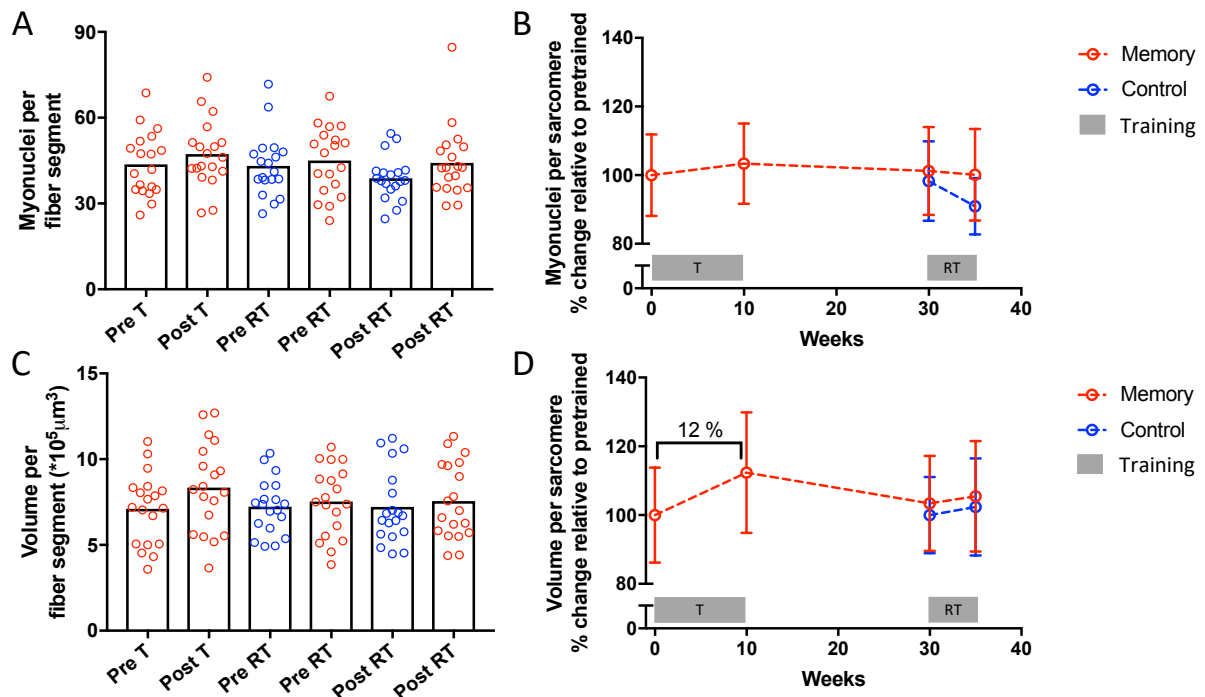 A
Myonuclei per
fiber segment
90
60
30
0
Pre T
Post T
Pre RT
Pre RT
Post RT
Post RT
B
Myonuclei per sarcomere
% change relative to pretrained
140
120
100
80
0
T
RT
0
10
20
30
40
Weeks
Memory
Control
Training
C
Volume per
fiber segment (*10⁵μm³)
15
10
5
0
Pre T
Post T
Pre RT
Pre RT
Post RT
Post RT
D
Volume per sarcomere
% change relative to pretrained
140
120
100
80
0
12 %
T
RT
0
10
20
30
40
Weeks
Memory
Control
Training